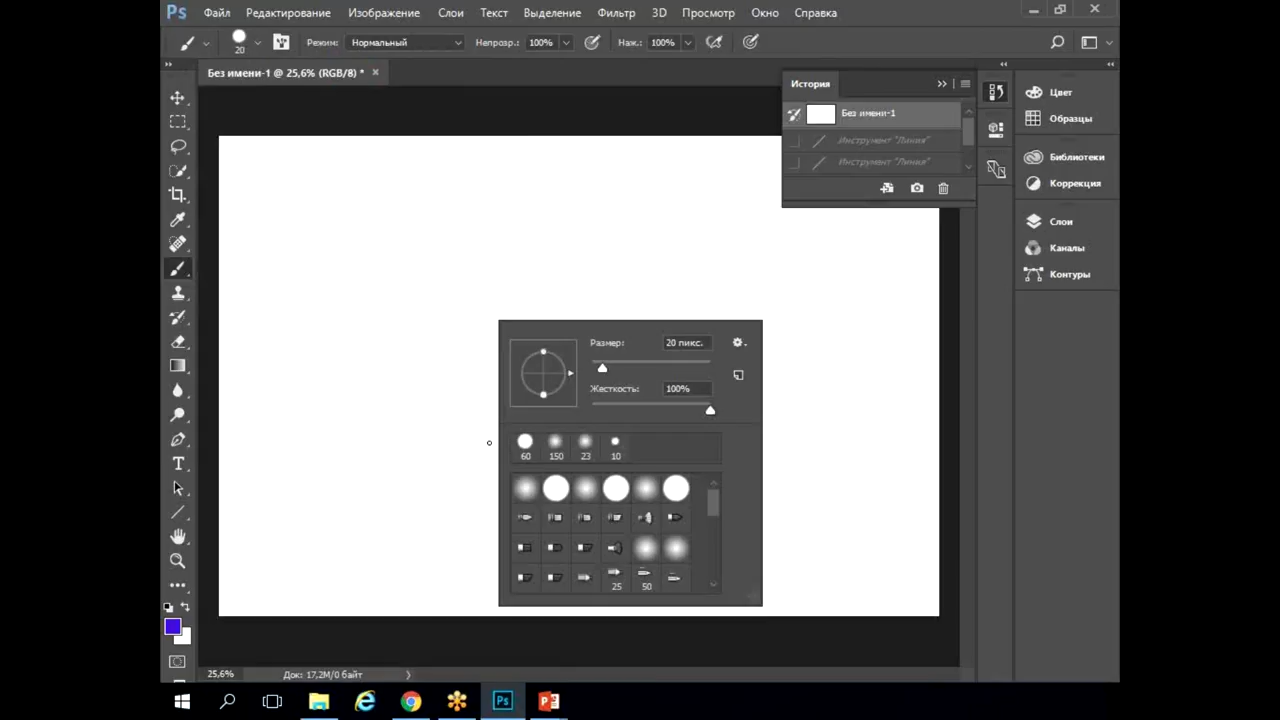 Ps Файл Редактирование Изображение Слои Текст Выделение Фильтр 3D Просмотр Окно Справка
20 Режим: Нормальный Непрозр.: 100% Наж.: 100%
Без имени-1 @ 25,6% (RGB/8) *
История
Без имени-1
Инструмент "Линия"
Инструмент "Линия"
Цвет
Образцы
Библиотеки
Коррекция
Слои
Каналы
Контуры
Размер: 20 пикс.
Жесткость: 100%
60 150 23 10
25 50
T
25,6% Док: 17,2M/0 байт
Ps P